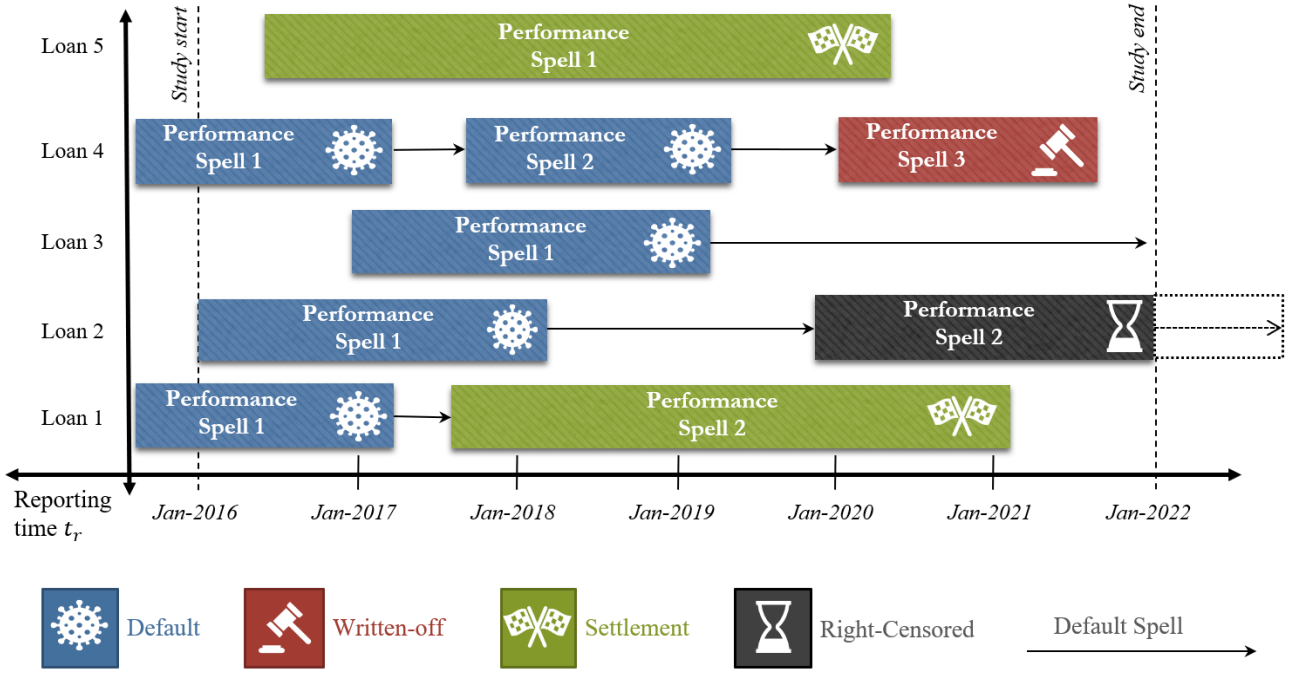 Study start
Study end
Loan 5
Performance
Spell 1
Loan 4
Performance
Spell 1
Performance
Spell 2
Performance
Spell 3
Loan 3
Performance
Spell 1
Loan 2
Performance
Spell 1
Performance
Spell 2
Loan 1
Performance
Spell 1
Performance
Spell 2
Reporting
time t_r
Jan-2016
Jan-2017
Jan-2018
Jan-2019
Jan-2020
Jan-2021
Jan-2022
Default
Written-off
Settlement
Right-Censored
Default Spell